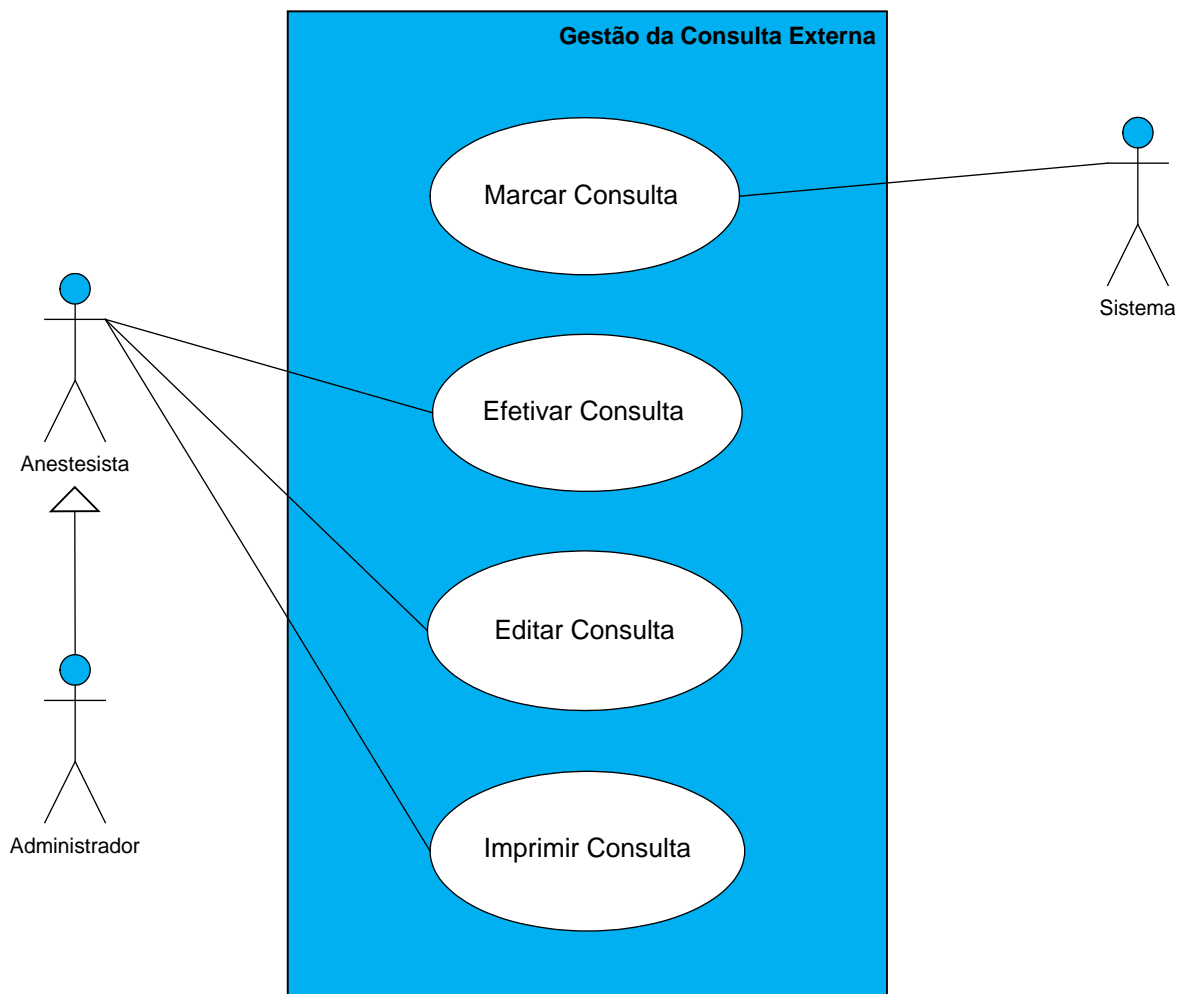 Gestão da Consulta Externa
Marcar Consulta
Sistema
Efetivar Consulta
Anestesista
Editar Consulta
Administrador
Imprimir Consulta